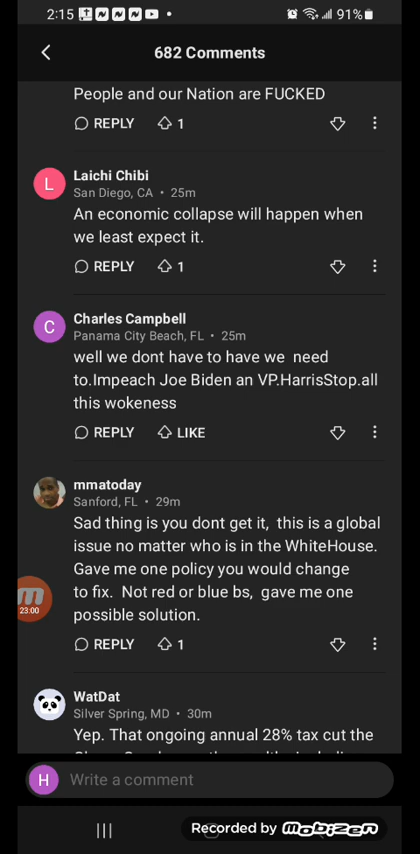 2:15
91%
682 Comments
People and our Nation are FUCKED
REPLY 1
L
Laichi Chibi
San Diego, CA • 25m
An economic collapse will happen when
we least expect it.
REPLY 1
C
Charles Campbell
Panama City Beach, FL • 25m
well we dont have to have we need
to.Impeach Joe Biden an VP.HarrisStop.all
this wokeness
REPLY LIKE
mmatoday
Sanford, FL • 29m
Sad thing is you dont get it, this is a global
issue no matter who is in the WhiteHouse.
Gave me one policy you would change
to fix. Not red or blue bs, gave me one
possible solution.
m
23:00
REPLY 1
WatDat
Silver Spring, MD • 30m
Yep. That ongoing annual 28% tax cut the
H
Write a comment
Recorded by mobizen